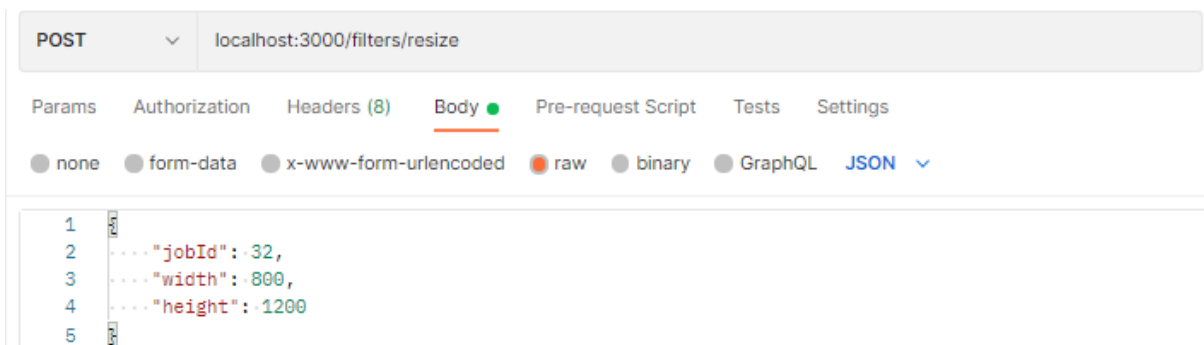 POST localhost:3000/filters/resize
Params Authorization Headers (8) Body Pre-request Script Tests Settings
none form-data x-www-form-urlencoded raw binary GraphQL JSON
1 {
2 "jobId": 32,
3 "width": 800,
4 "height": 1200
5 }